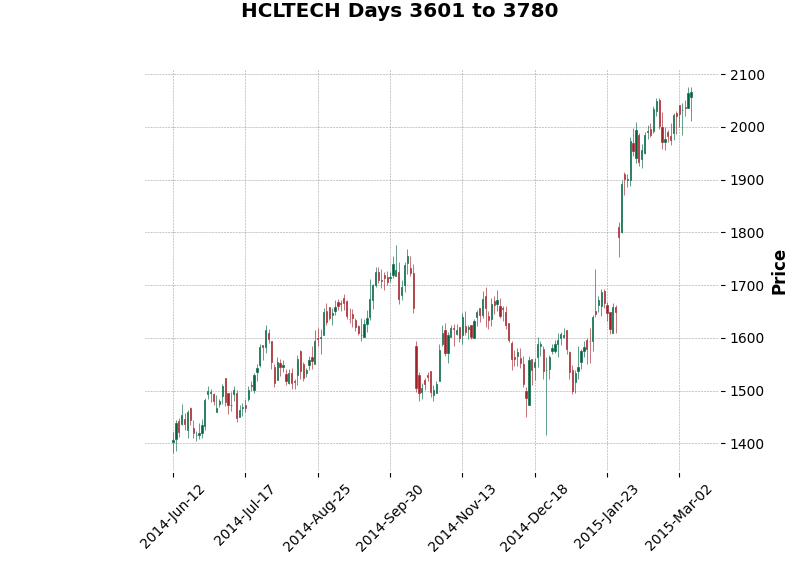 HCLTECH Days 3601 to 3780
2100
2000
1900
1800
1700
1600
1500
1400
Price
2014-Jun-12
2014-Jul-17
2014-Aug-25
2014-Sep-30
2014-Nov-13
2014-Dec-18
2015-Jan-23
2015-Mar-02